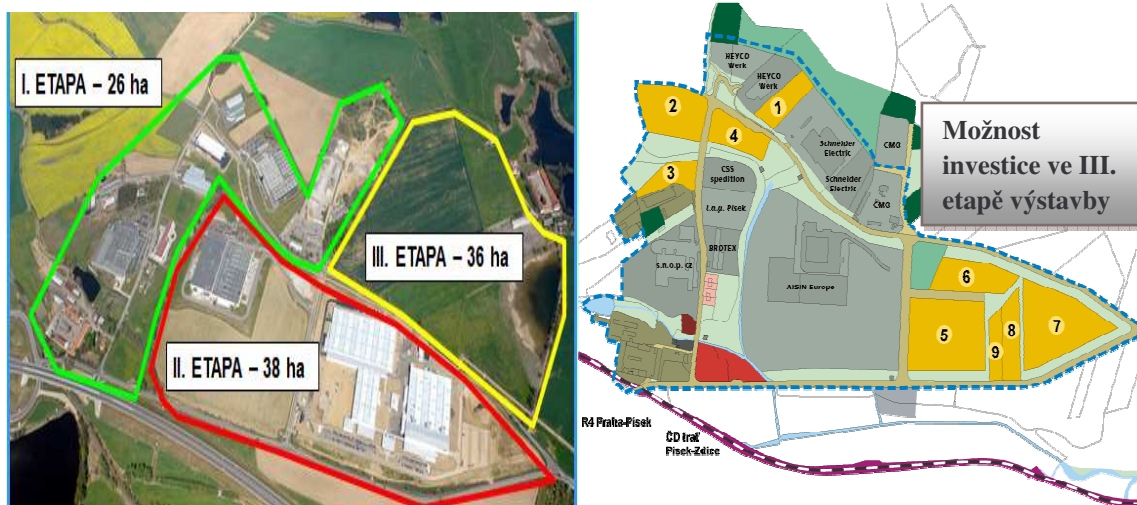 I. ETAPA – 26 ha
III. ETAPA – 36 ha
II. ETAPA – 38 ha
HEYCO
Werk
HEYCO
Werk
2
1
4
Schneider
Electric
ČMG
3
CSS
spedition
Schneider
Electric
t.n.p. Písek
ČMG
BROTEX
s.n.o.p. cz
AISIN Europe
6
5
9
8
7
R4 Praha-Písek
ČD trať
Písek-Zdice
Možnost
investice ve III.
etapě výstavby